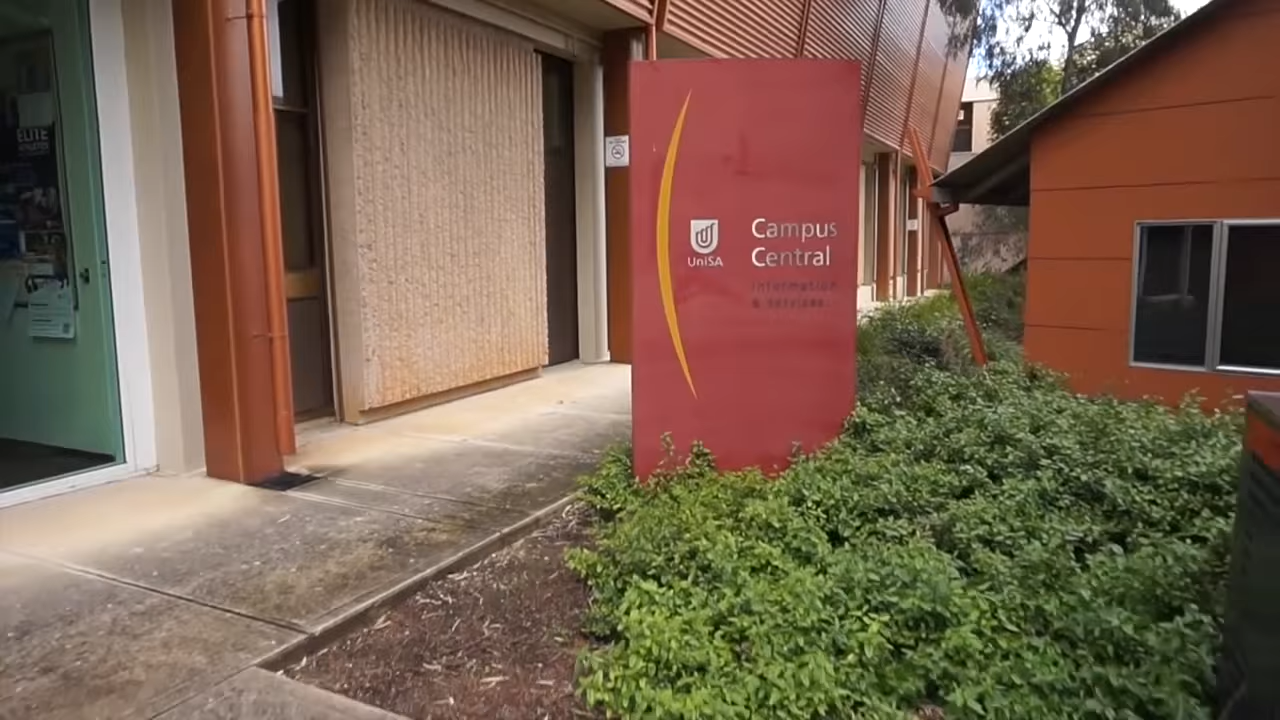 ELITE
UniSA
Campus
Central
information
& services